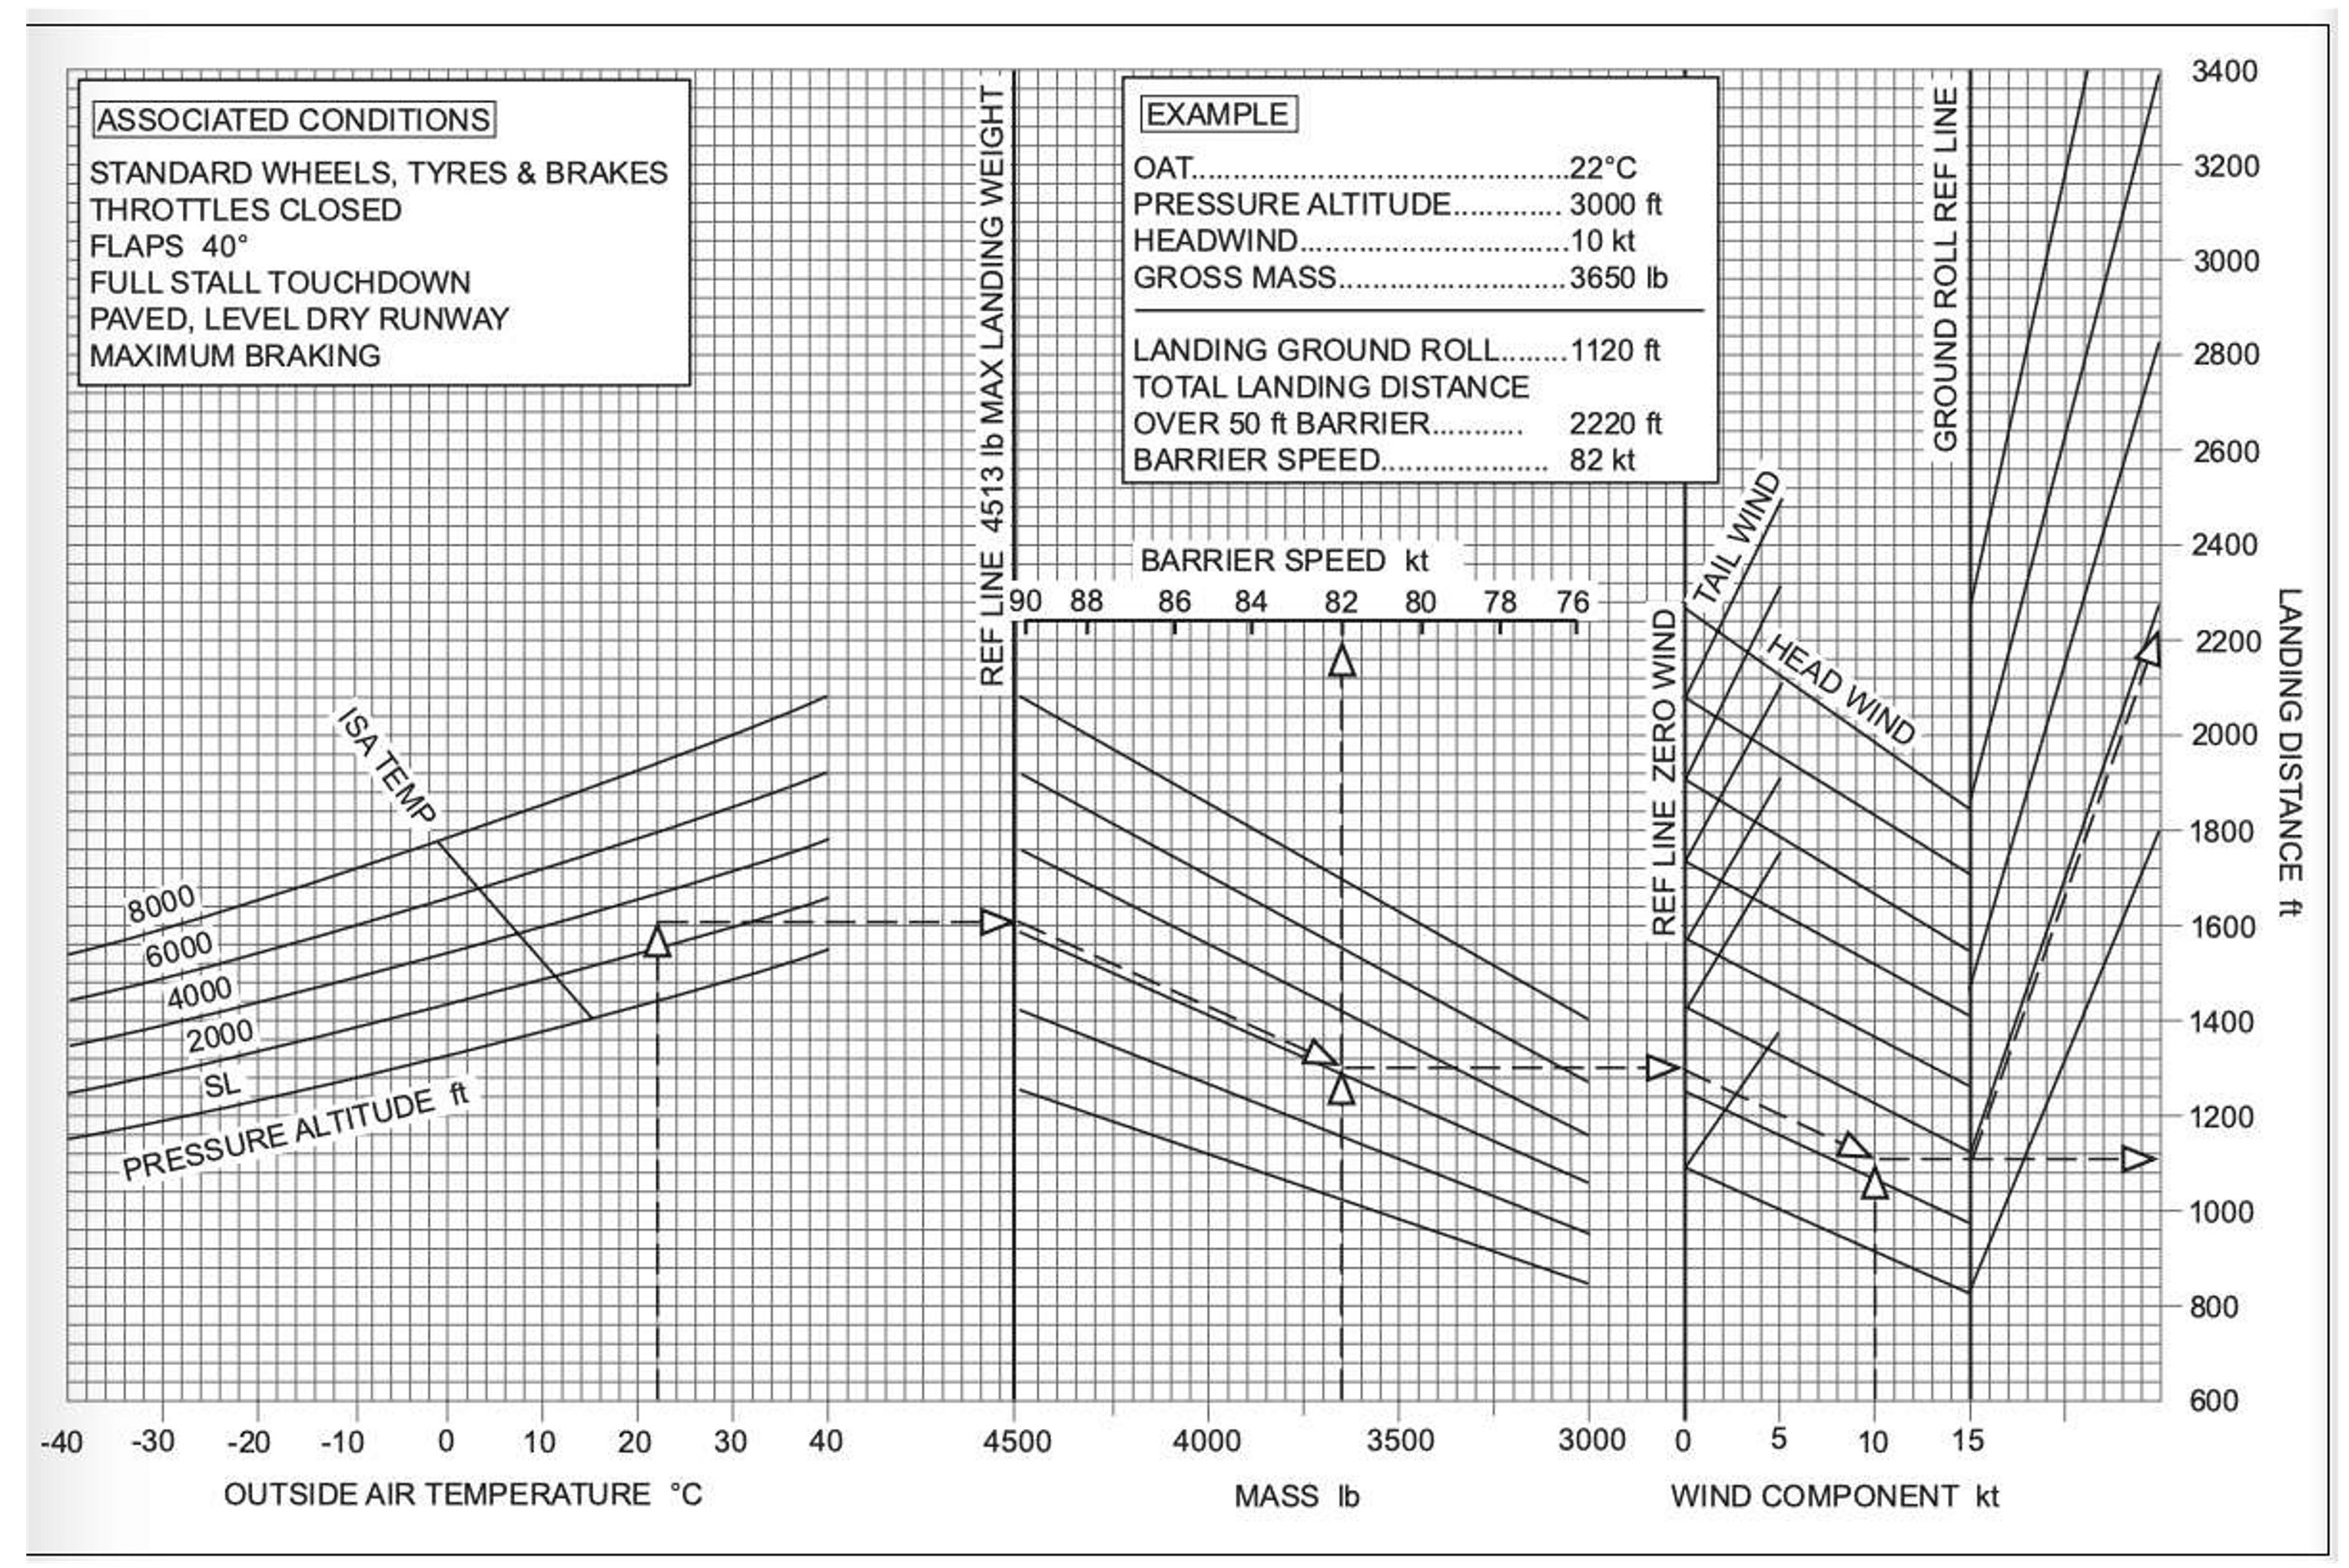 ASSOCIATED CONDITIONS
STANDARD WHEELS, TYRES & BRAKES
THROTTLES CLOSED
FLAPS 40°
FULL STALL TOUCHDOWN
PAVED, LEVEL DRY RUNWAY
MAXIMUM BRAKING
REF LINE 4513 lb MAX LANDING WEIGHT
EXAMPLE
OAT............................................22°C
PRESSURE ALTITUDE............. 3000 ft
HEADWIND................................10 kt
GROSS MASS...........................3650 lb
LANDING GROUND ROLL........1120 ft
TOTAL LANDING DISTANCE
OVER 50 ft BARRIER........... 2220 ft
BARRIER SPEED.................... 82 kt
GROUND ROLL REF LINE
TAIL WIND
HEAD WIND
REF LINE ZERO WIND
BARRIER SPEED kt
90 88 86 84 82 80 78 76
ISA TEMP
8000
6000
4000
2000
SL
PRESSURE ALTITUDE ft
3400
3200
3000
2800
2600
2400
2200
2000
1800
1600
1400
1200
1000
800
600
LANDING DISTANCE ft
-40 -30 -20 -10 0 10 20 30 40 4500 4000 3500 3000 0 5 10 15
OUTSIDE AIR TEMPERATURE °C
MASS lb
WIND COMPONENT kt